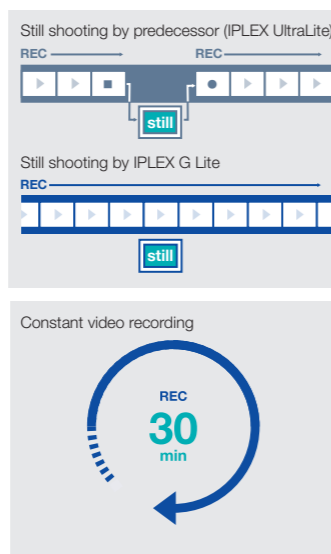 Still shooting by predecessor (IPLEX UltraLite)
REC REC
still
Still shooting by IPLEX G Lite
REC
still
Constant video recording
REC
30
min